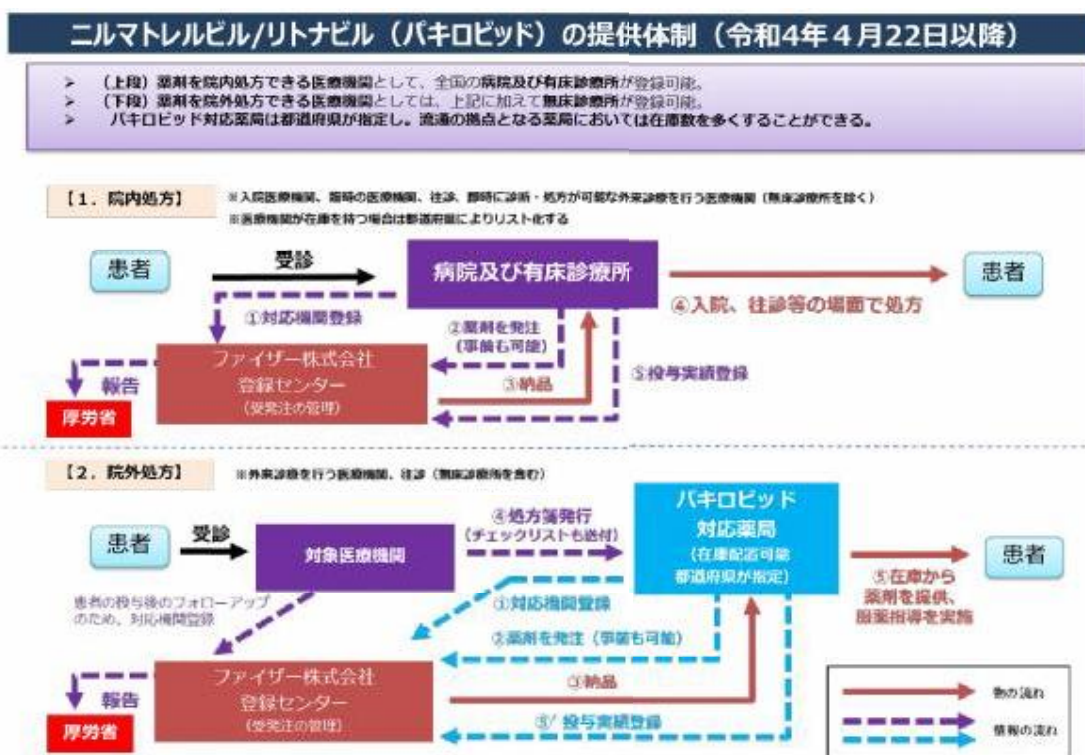 ニルマトレルビル/リトナビル（パキロビッド）の提供体制（令和4年４月22日以降）
➢ （上段）薬剤を院内処方できる医療機関として、全国の病院及び有床診療所が登録可能。
➢ （下段）薬剤を院外処方できる医療機関としては、上記に加えて無床診療所が登録可能。
➢ パキロビッド対応薬局は都道府県が指定し。流通の拠点となる薬局においては在庫数を多くすることができる。
【１．院内処方】
※入院医療機関、臨時の医療機関、往診、即時に診断・処方が可能な外来診療を行う医療機関（無床診療所を除く）
※医療機関が在庫を持つ場合は都道府県によりリスト化する
患者
受診
病院及び有床診療所
④入院、往診等の場面で処方
患者
①対応機関登録
②薬剤を発注
（事前も可能）
③納品
⑤投与実績登録
ファイザー株式会社
登録センター
（受発注の管理）
報告
厚労省
【２．院外処方】
※外来診療を行う医療機関、往診（無床診療所を含む）
患者
受診
対象医療機関
④処方箋発行
（チェックリストも送付）
パキロビッド
対応薬局
（在庫配置可能
都道府県が指定）
⑤在庫から
薬剤を提供、
服薬指導を実施
患者
患者の投与後のフォローアップ
のため、対応機関登録
①対応機関登録
②薬剤を発注（事前も可能）
③納品
⑤’投与実績登録
ファイザー株式会社
登録センター
（受発注の管理）
報告
厚労省
物の流れ
情報の流れ